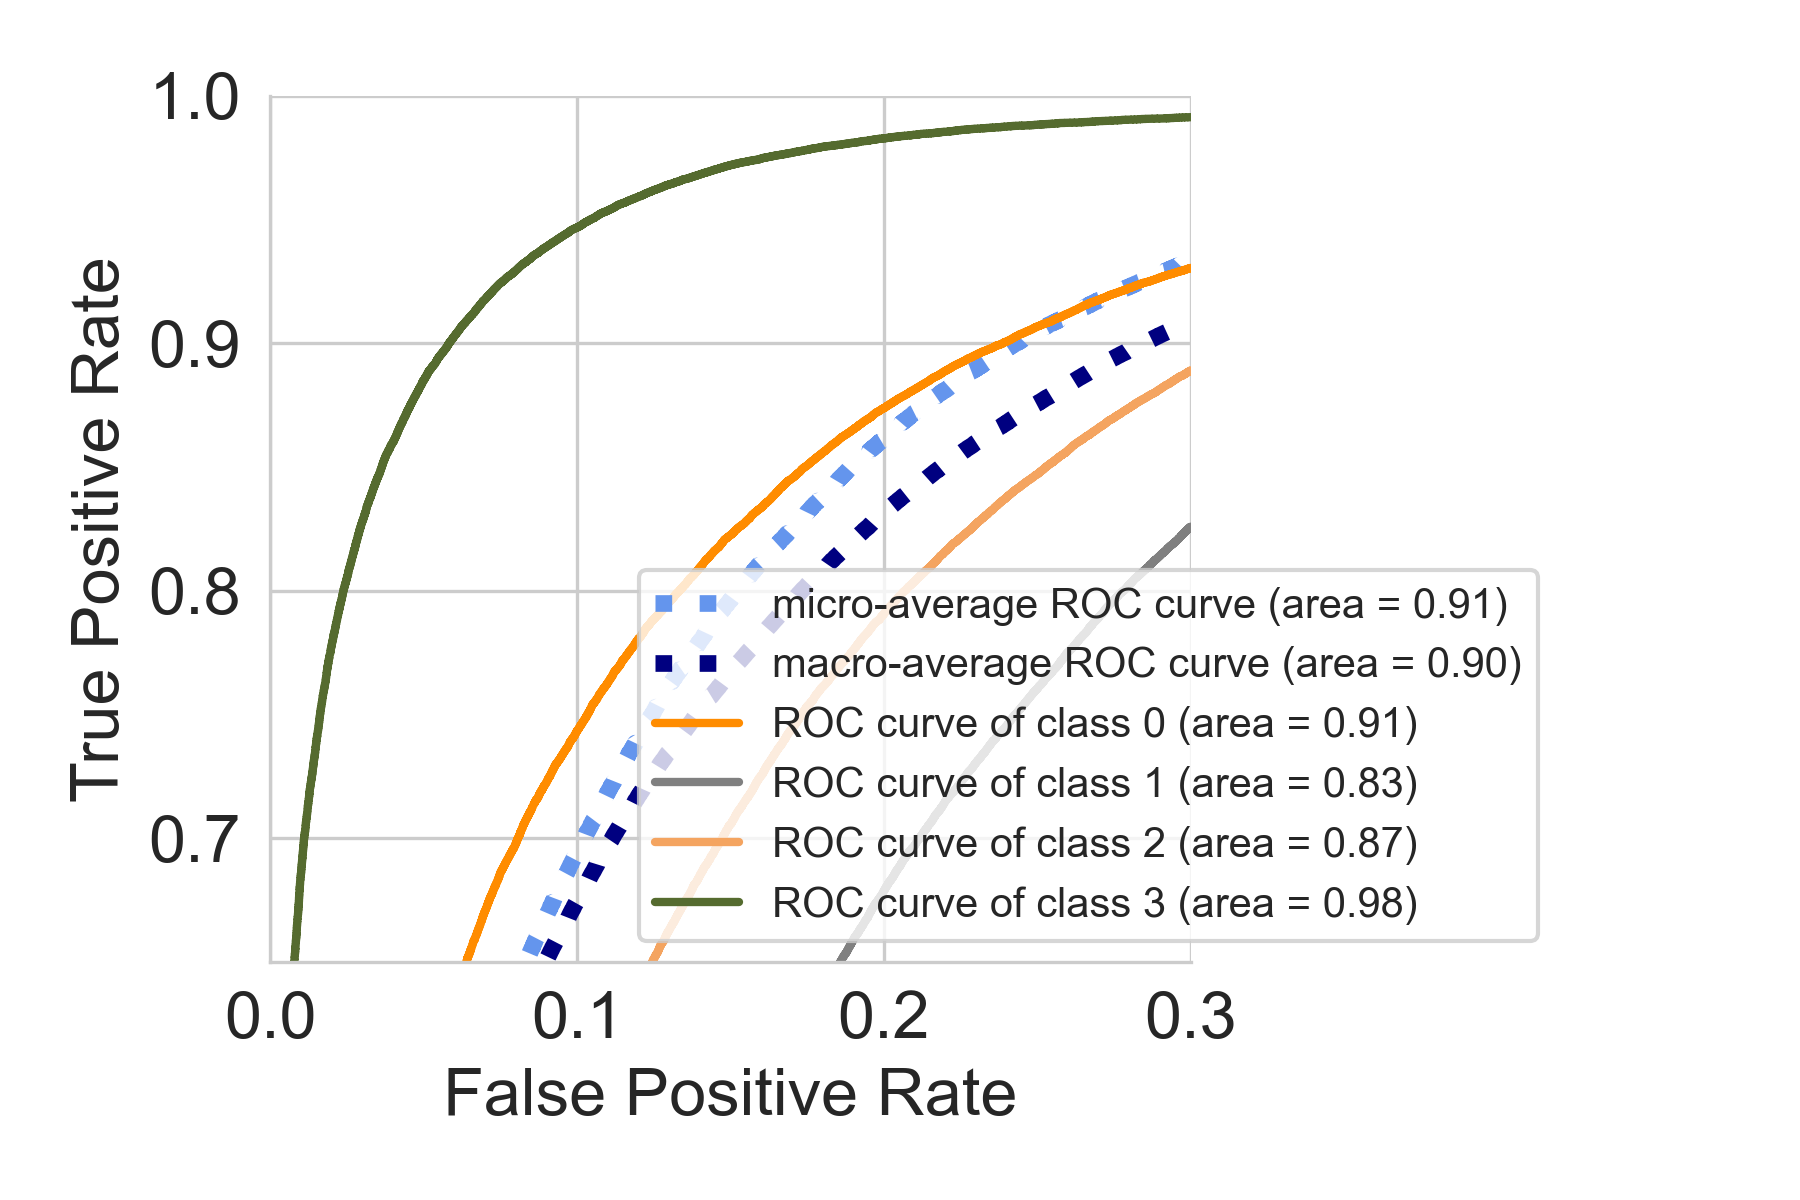 1.0
0.9
0.8
0.7
True Positive Rate
micro-average ROC curve (area = 0.91)
macro-average ROC curve (area = 0.90)
ROC curve of class 0 (area = 0.91)
ROC curve of class 1 (area = 0.83)
ROC curve of class 2 (area = 0.87)
ROC curve of class 3 (area = 0.98)
0.0 0.1 0.2 0.3
False Positive Rate